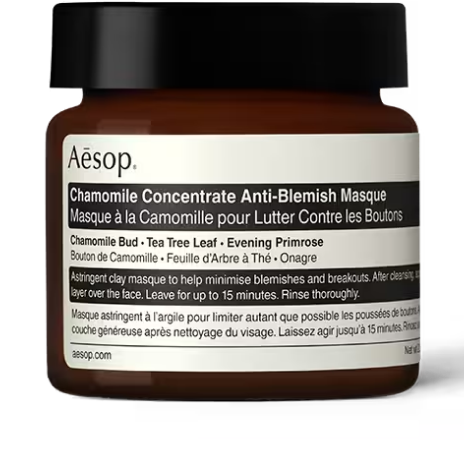 Aēsop.
Chamomile Concentrate Anti-Blemish Masque
Masque à la Camomille pour Lutter Contre les Boutons
Chamomile Bud • Tea Tree Leaf • Evening Primrose
Bouton de Camomille • Feuille d'Arbre à Thé • Onagre
Astringent clay masque to help minimise blemishes and breakouts. After cleansing,
layer over the face. Leave for up to 15 minutes. Rinse thoroughly.
Masque astringent à l'argile pour limiter autant que possible les poussées de
couche généreuse après nettoyage du visage. Laissez agir jusqu'à 15 minutes.
aesop.com